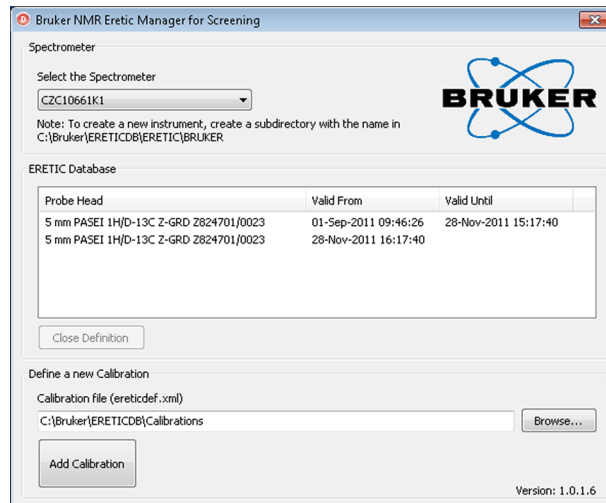 Bruker NMR Eretic Manager for Screening
Spectrometer
Select the Spectrometer
CZC10661K1
BRUKER
Note: To create a new instrument, create a subdirectory with the name in
C:\Bruker\ERETICDB\ERETIC\BRUKER
ERETIC Database
Probe Head Valid From Valid Until
5 mm PASEI 1H/D-13C Z-GRD Z824701/0023 01-Sep-2011 09:46:26 28-Nov-2011 15:17:40
5 mm PASEI 1H/D-13C Z-GRD Z824701/0023 28-Nov-2011 16:17:40
Close Definition
Define a new Calibration
Calibration file (ereticdef.xml)
C:\Bruker\ERETICDB\Calibrations Browse...
Add Calibration
Version: 1.0.1.6